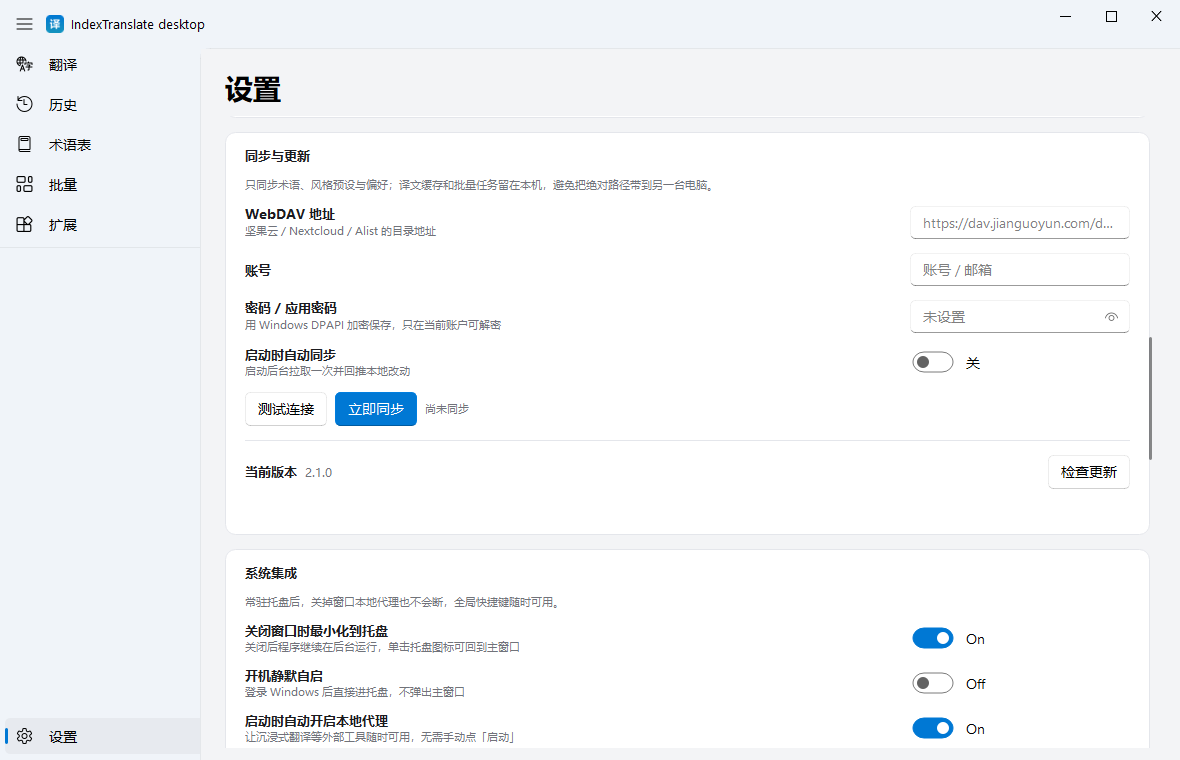 译 IndexTranslate desktop
翻译
历史
术语表
批量
扩展
设置
设置
同步与更新
只同步术语、风格预设与偏好；译文缓存和批量任务留在本机，避免把绝对路径带到另一台电脑。
WebDAV 地址
坚果云 / Nextcloud / Alist 的目录地址
https://dav.jianguoyun.com/d...
账号
账号 / 邮箱
密码 / 应用密码
用 Windows DPAPI 加密保存，只在当前账户可解密
未设置
启动时自动同步
启动后台拉取一次并回推本地改动
关
测试连接 立即同步 尚未同步
当前版本 2.1.0 检查更新
系统集成
常驻托盘后，关掉窗口本地代理也不会断，全局快捷键随时可用。
关闭窗口时最小化到托盘
关闭后程序继续在后台运行，单击托盘图标可回到主窗口
On
开机静默自启
登录 Windows 后直接进托盘，不弹出主窗口
Off
启动时自动开启本地代理
让沉浸式翻译等外部工具随时可用，无需手动点「启动」
On